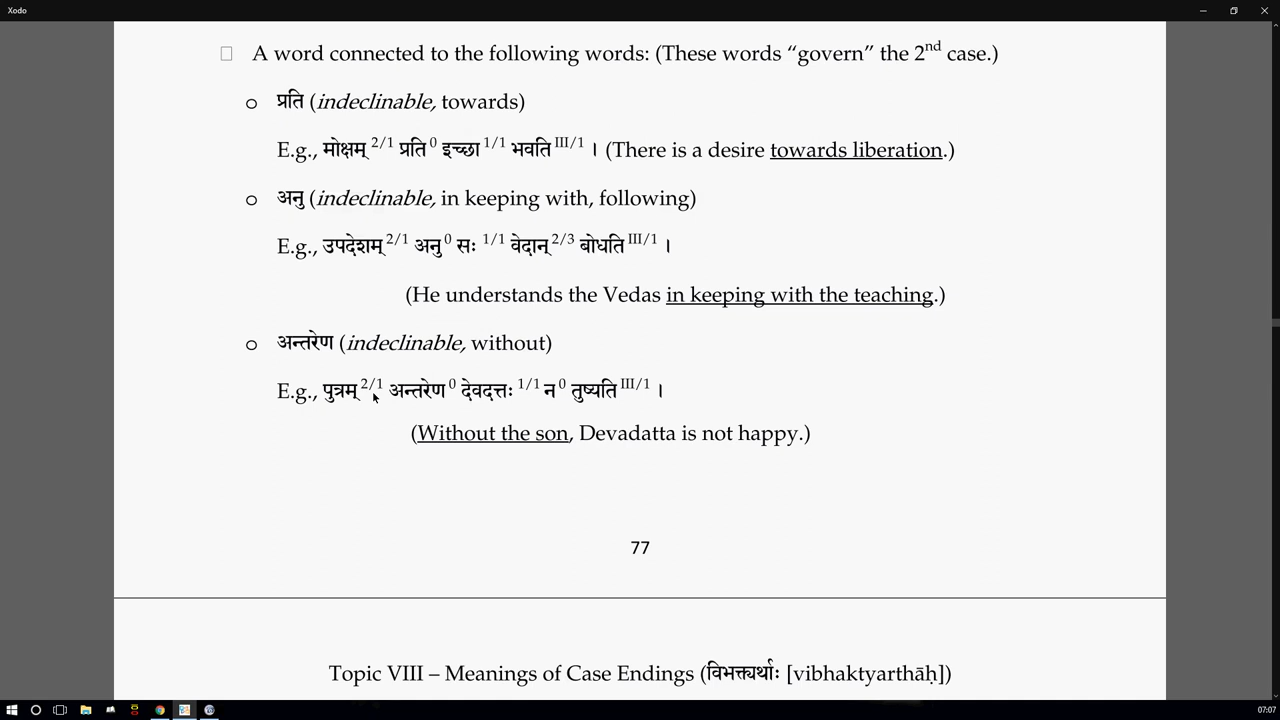 Xodo
A word connected to the following words: (These words “govern” the 2nd case.)
o प्रति (indeclinable, towards)
E.g., मोक्षम् 2/1 प्रति 0 इच्छा 1/1 भवति III/1 । (There is a desire towards liberation.)
o अनु (indeclinable, in keeping with, following)
E.g., उपदेशम् 2/1 अनु 0 सः 1/1 वेदान् 2/3 बोधति III/1 ।
(He understands the Vedas in keeping with the teaching.)
o अन्तरेण (indeclinable, without)
E.g., पुत्रम् 2/1 अन्तरेण 0 देवदत्तः 1/1 न 0 तुष्यति III/1 ।
(Without the son, Devadatta is not happy.)
77
Topic VIII – Meanings of Case Endings (विभक्त्यर्थाः [vibhaktyarthāḥ])
07:07